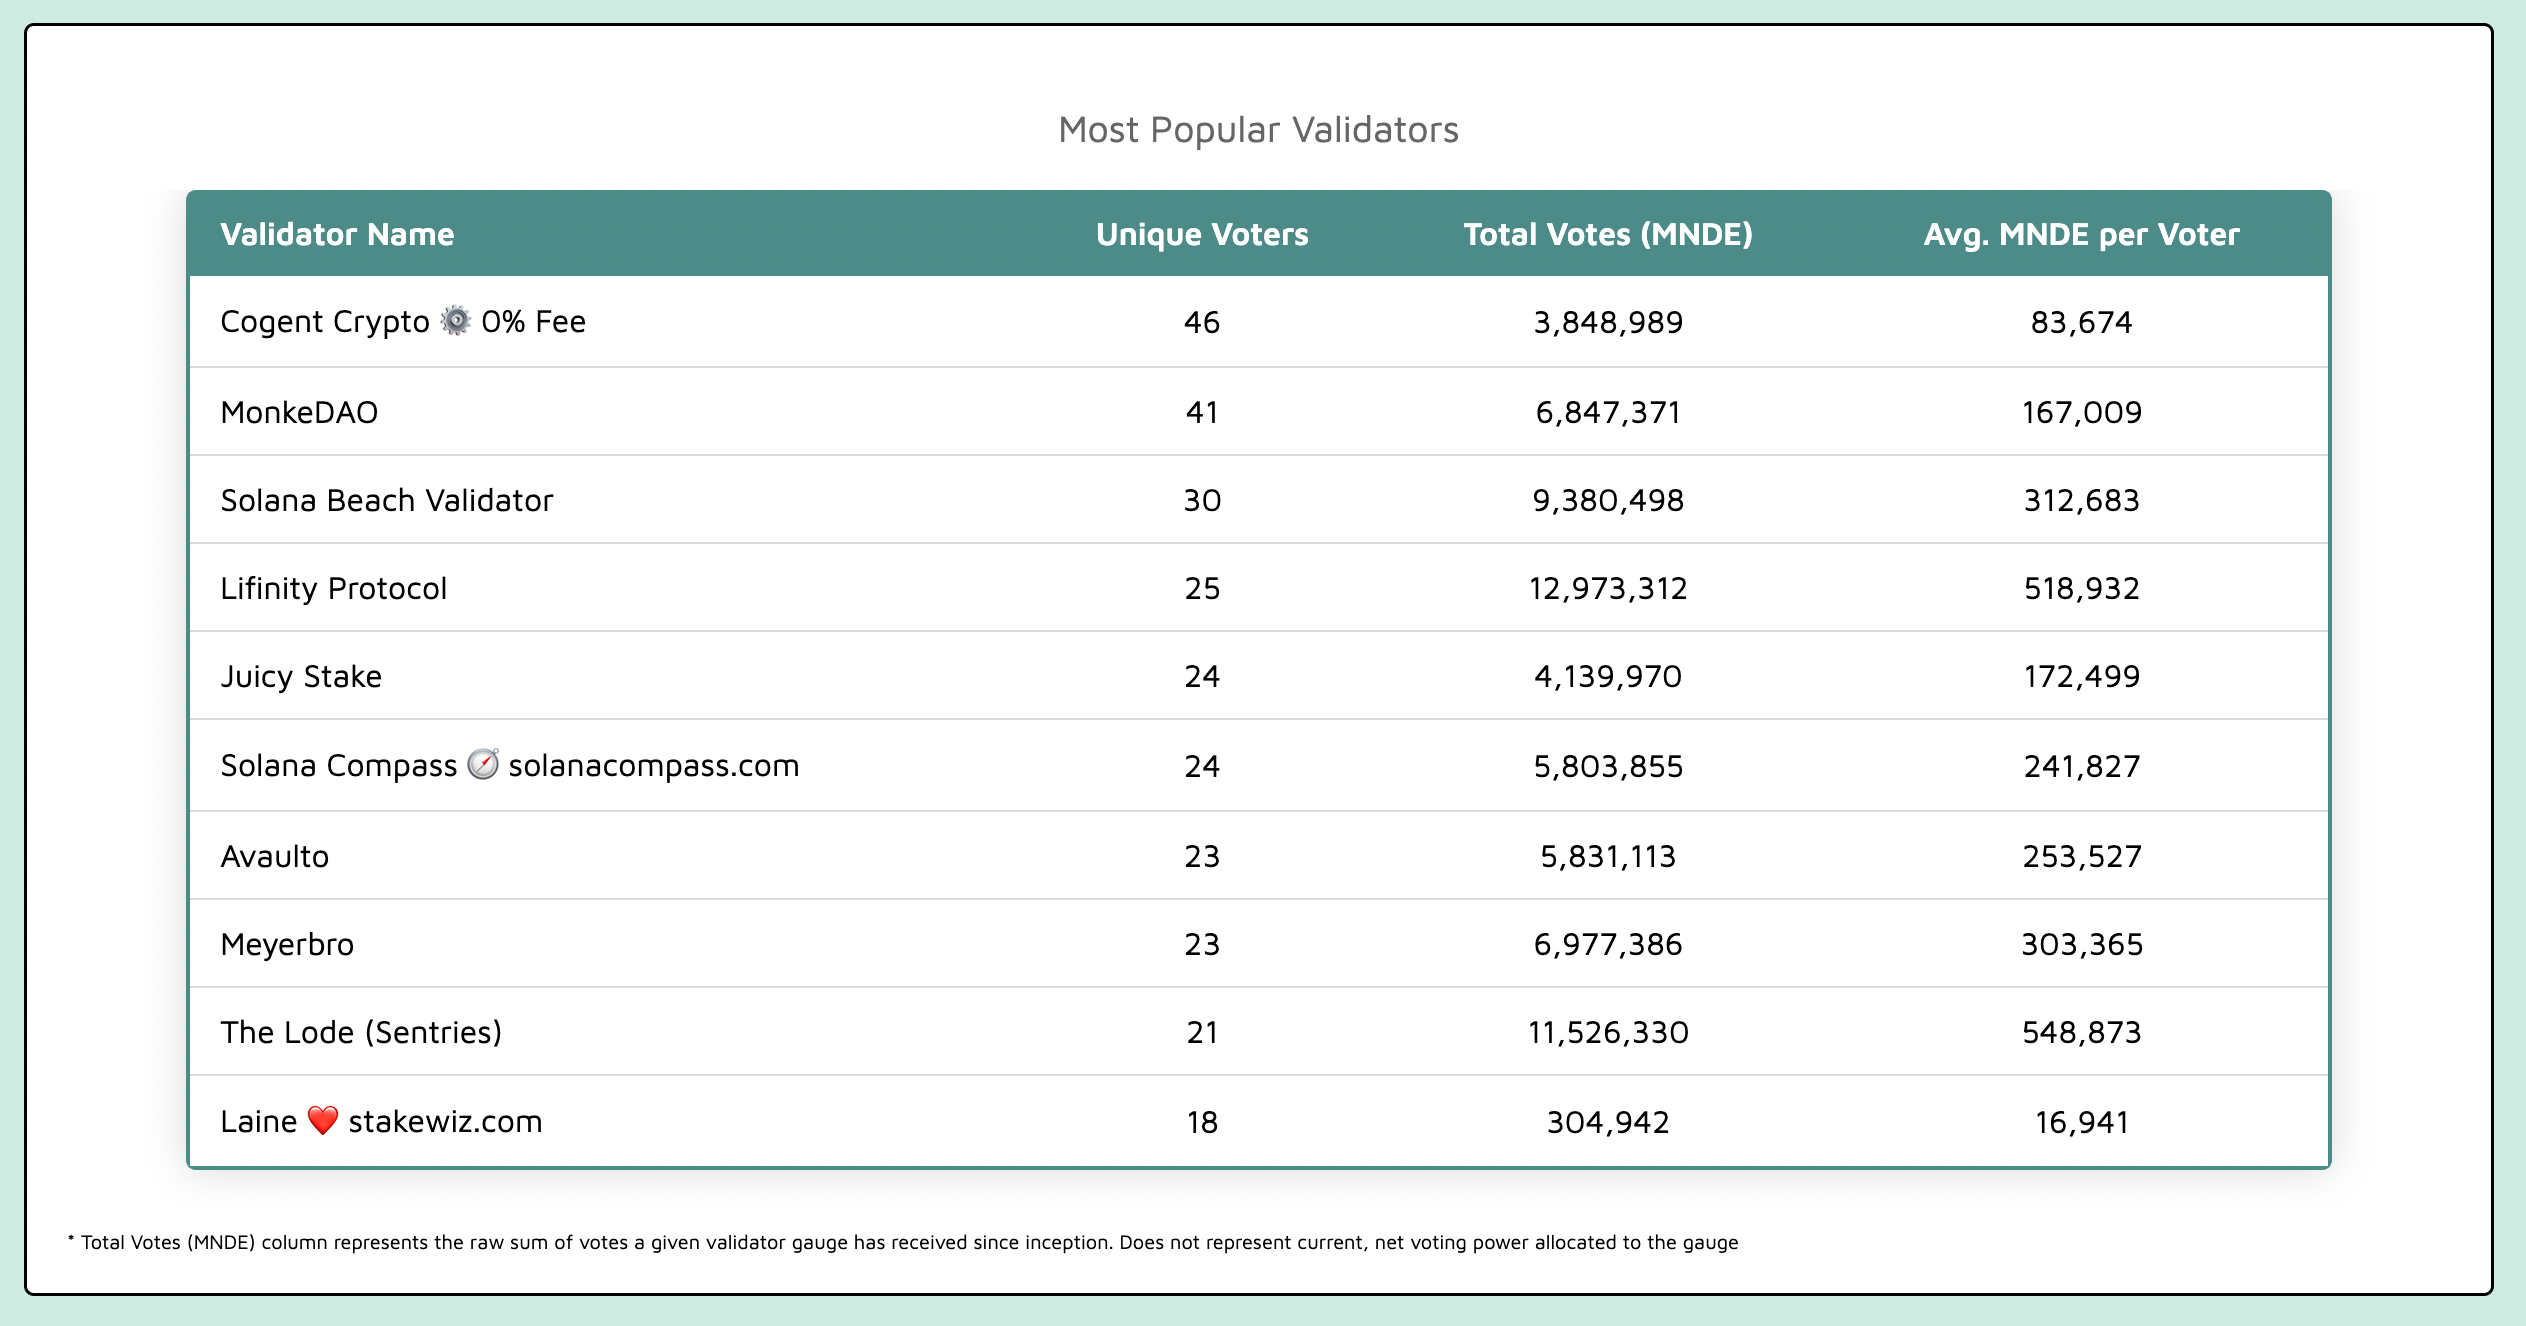 Most Popular Validators
Validator Name Unique Voters Total Votes (MNDE) Avg. MNDE per Voter
Cogent Crypto ⚙️ 0% Fee 46 3,848,989 83,674
MonkeDAO 41 6,847,371 167,009
Solana Beach Validator 30 9,380,498 312,683
Lifinity Protocol 25 12,973,312 518,932
Juicy Stake 24 4,139,970 172,499
Solana Compass 🧭 solanacompass.com 24 5,803,855 241,827
Avaulto 23 5,831,113 253,527
Meyerbro 23 6,977,386 303,365
The Lode (Sentries) 21 11,526,330 548,873
Laine ❤️ stakewiz.com 18 304,942 16,941
* Total Votes (MNDE) column represents the raw sum of votes a given validator gauge has received since inception. Does not represent current, net voting power allocated to the gauge